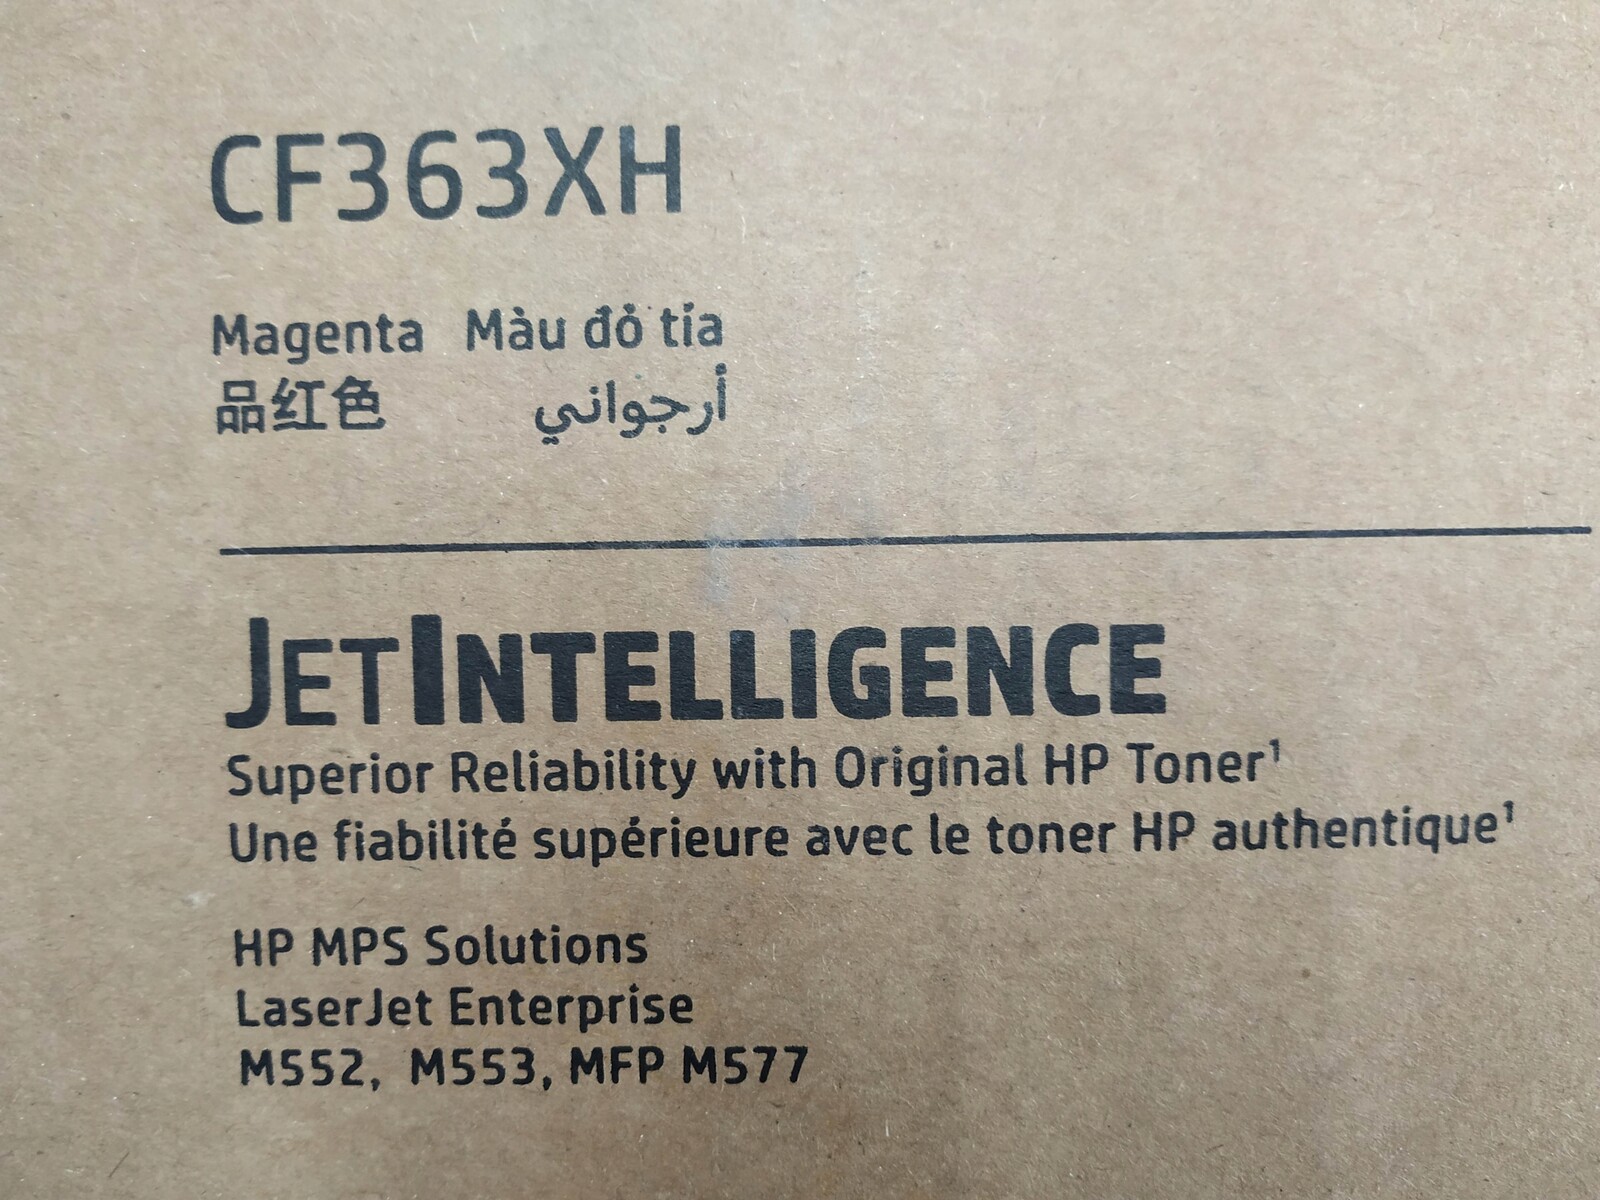 CF363XH
Magenta Màu đỏ tía
品红色 أرجواني
JETINTELLIGENCE
Superior Reliability with Original HP Toner¹
Une fiabilité supérieure avec le toner HP authentique¹
HP MPS Solutions
LaserJet Enterprise
M552, M553, MFP M577